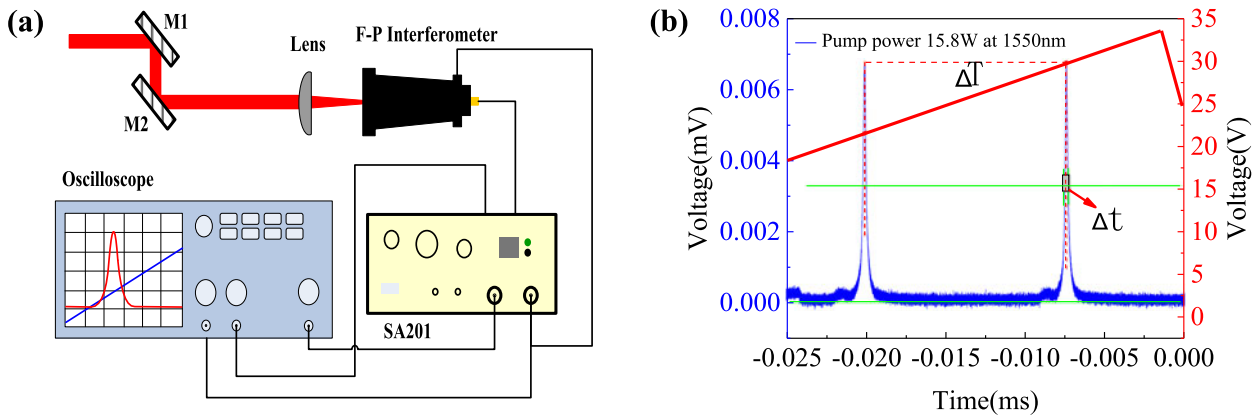 (a)
M1
M2
Lens
F-P Interferometer
Oscilloscope
SA201
(b)
Pump power 15.8W at 1550nm
ΔT
Δt
Voltage(mV)
0.008
0.006
0.004
0.002
0.000
Voltage(V)
35
30
25
20
15
10
5
0
-0.025
-0.020
-0.015
-0.010
-0.005
0.000
Time(ms)